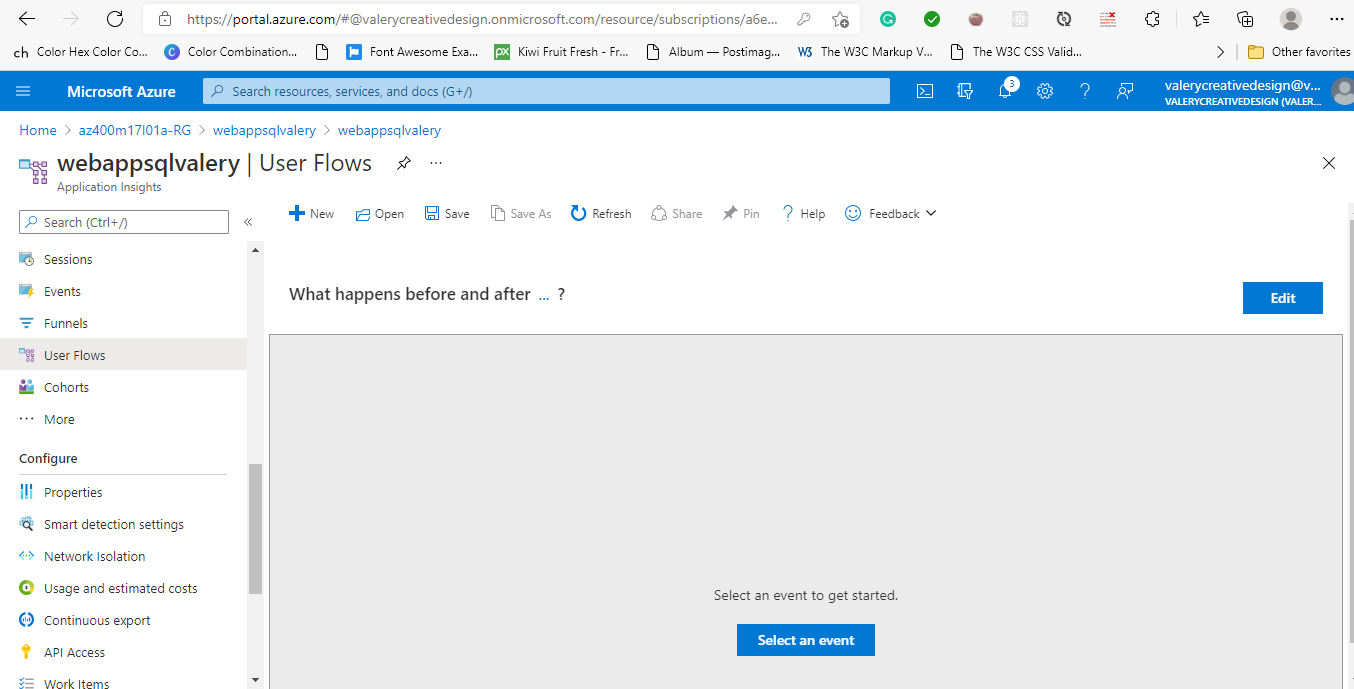 https://portal.azure.com/#@valerycreativedesign.onmicrosoft.com/resource/subscriptions/a6e...
ch Color Hex Color Co... C Color Combination... Font Awesome Exa... px Kiwi Fruit Fresh - Fr... Album — Postimag... W3 The W3C Markup V... The W3C CSS Valid... Other favorites
Microsoft Azure Search resources, services, and docs (G+/) 3 valerycreativedesign@v...
VALERYCREATIVEDESIGN (VALER...
Home > az400m17l01a-RG > webappsqlvalery > webappsqlvalery
webappsqlvalery | User Flows ...
Application Insights
Search (Ctrl+/) «
New Open Save Save As Refresh Share Pin ? Help Feedback
Sessions
Events
Funnels
User Flows
Cohorts
... More
Configure
Properties
Smart detection settings
Network Isolation
Usage and estimated costs
Continuous export
API Access
Work Items
What happens before and after ... ?
Edit
Select an event to get started.
Select an event